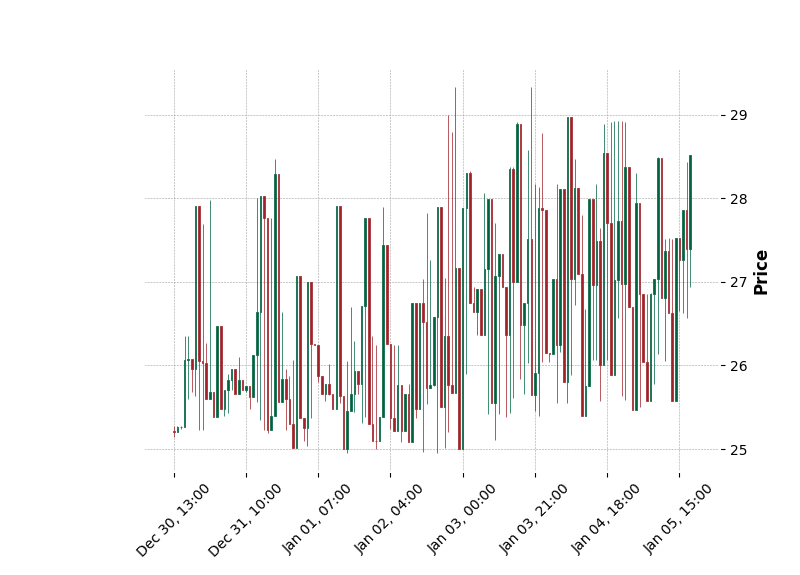 29
28
27
26
25
Price
Dec 30, 13:00
Dec 31, 10:00
Jan 01, 07:00
Jan 02, 04:00
Jan 03, 00:00
Jan 03, 21:00
Jan 04, 18:00
Jan 05, 15:00